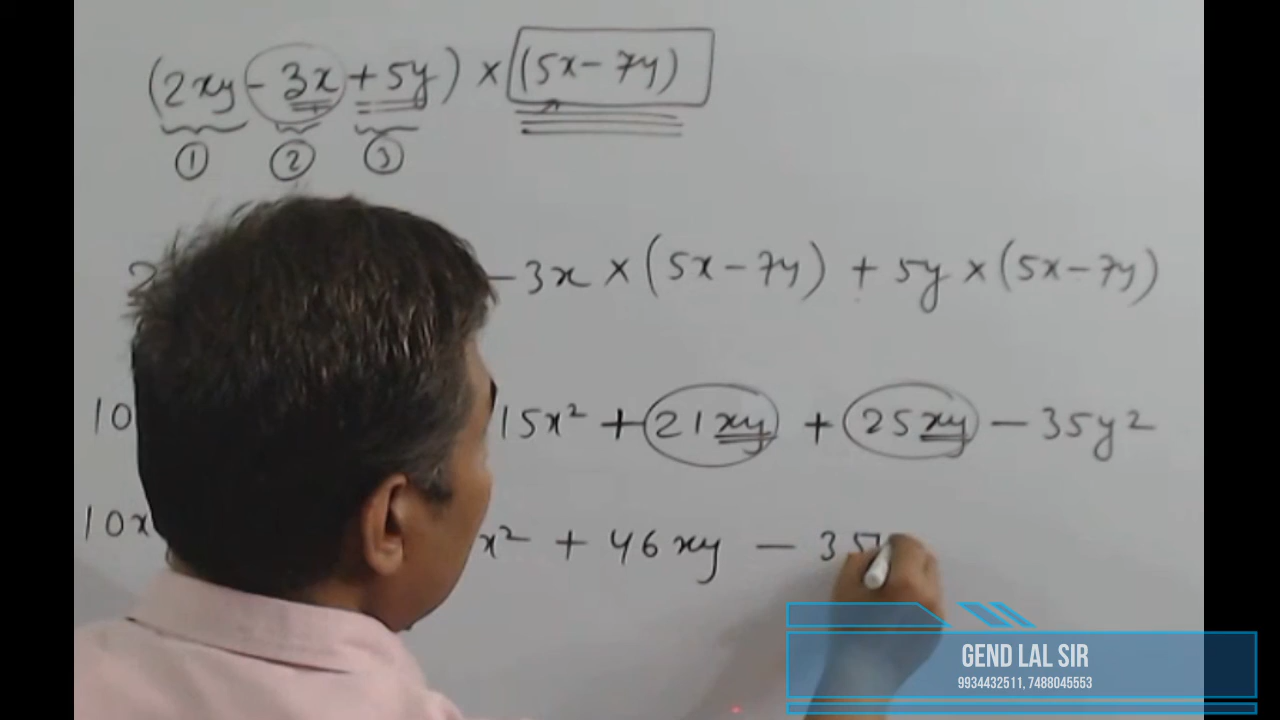 (2xy - 3x + 5y) × (5x - 7y)
① ② ③
2 - 3x × (5x - 7y) + 5y × (5x - 7y)
10 15x² + 21xy + 25xy - 35y²
10x x² + 46xy - 35
GEND LAL SIR
9934432511, 7488045553